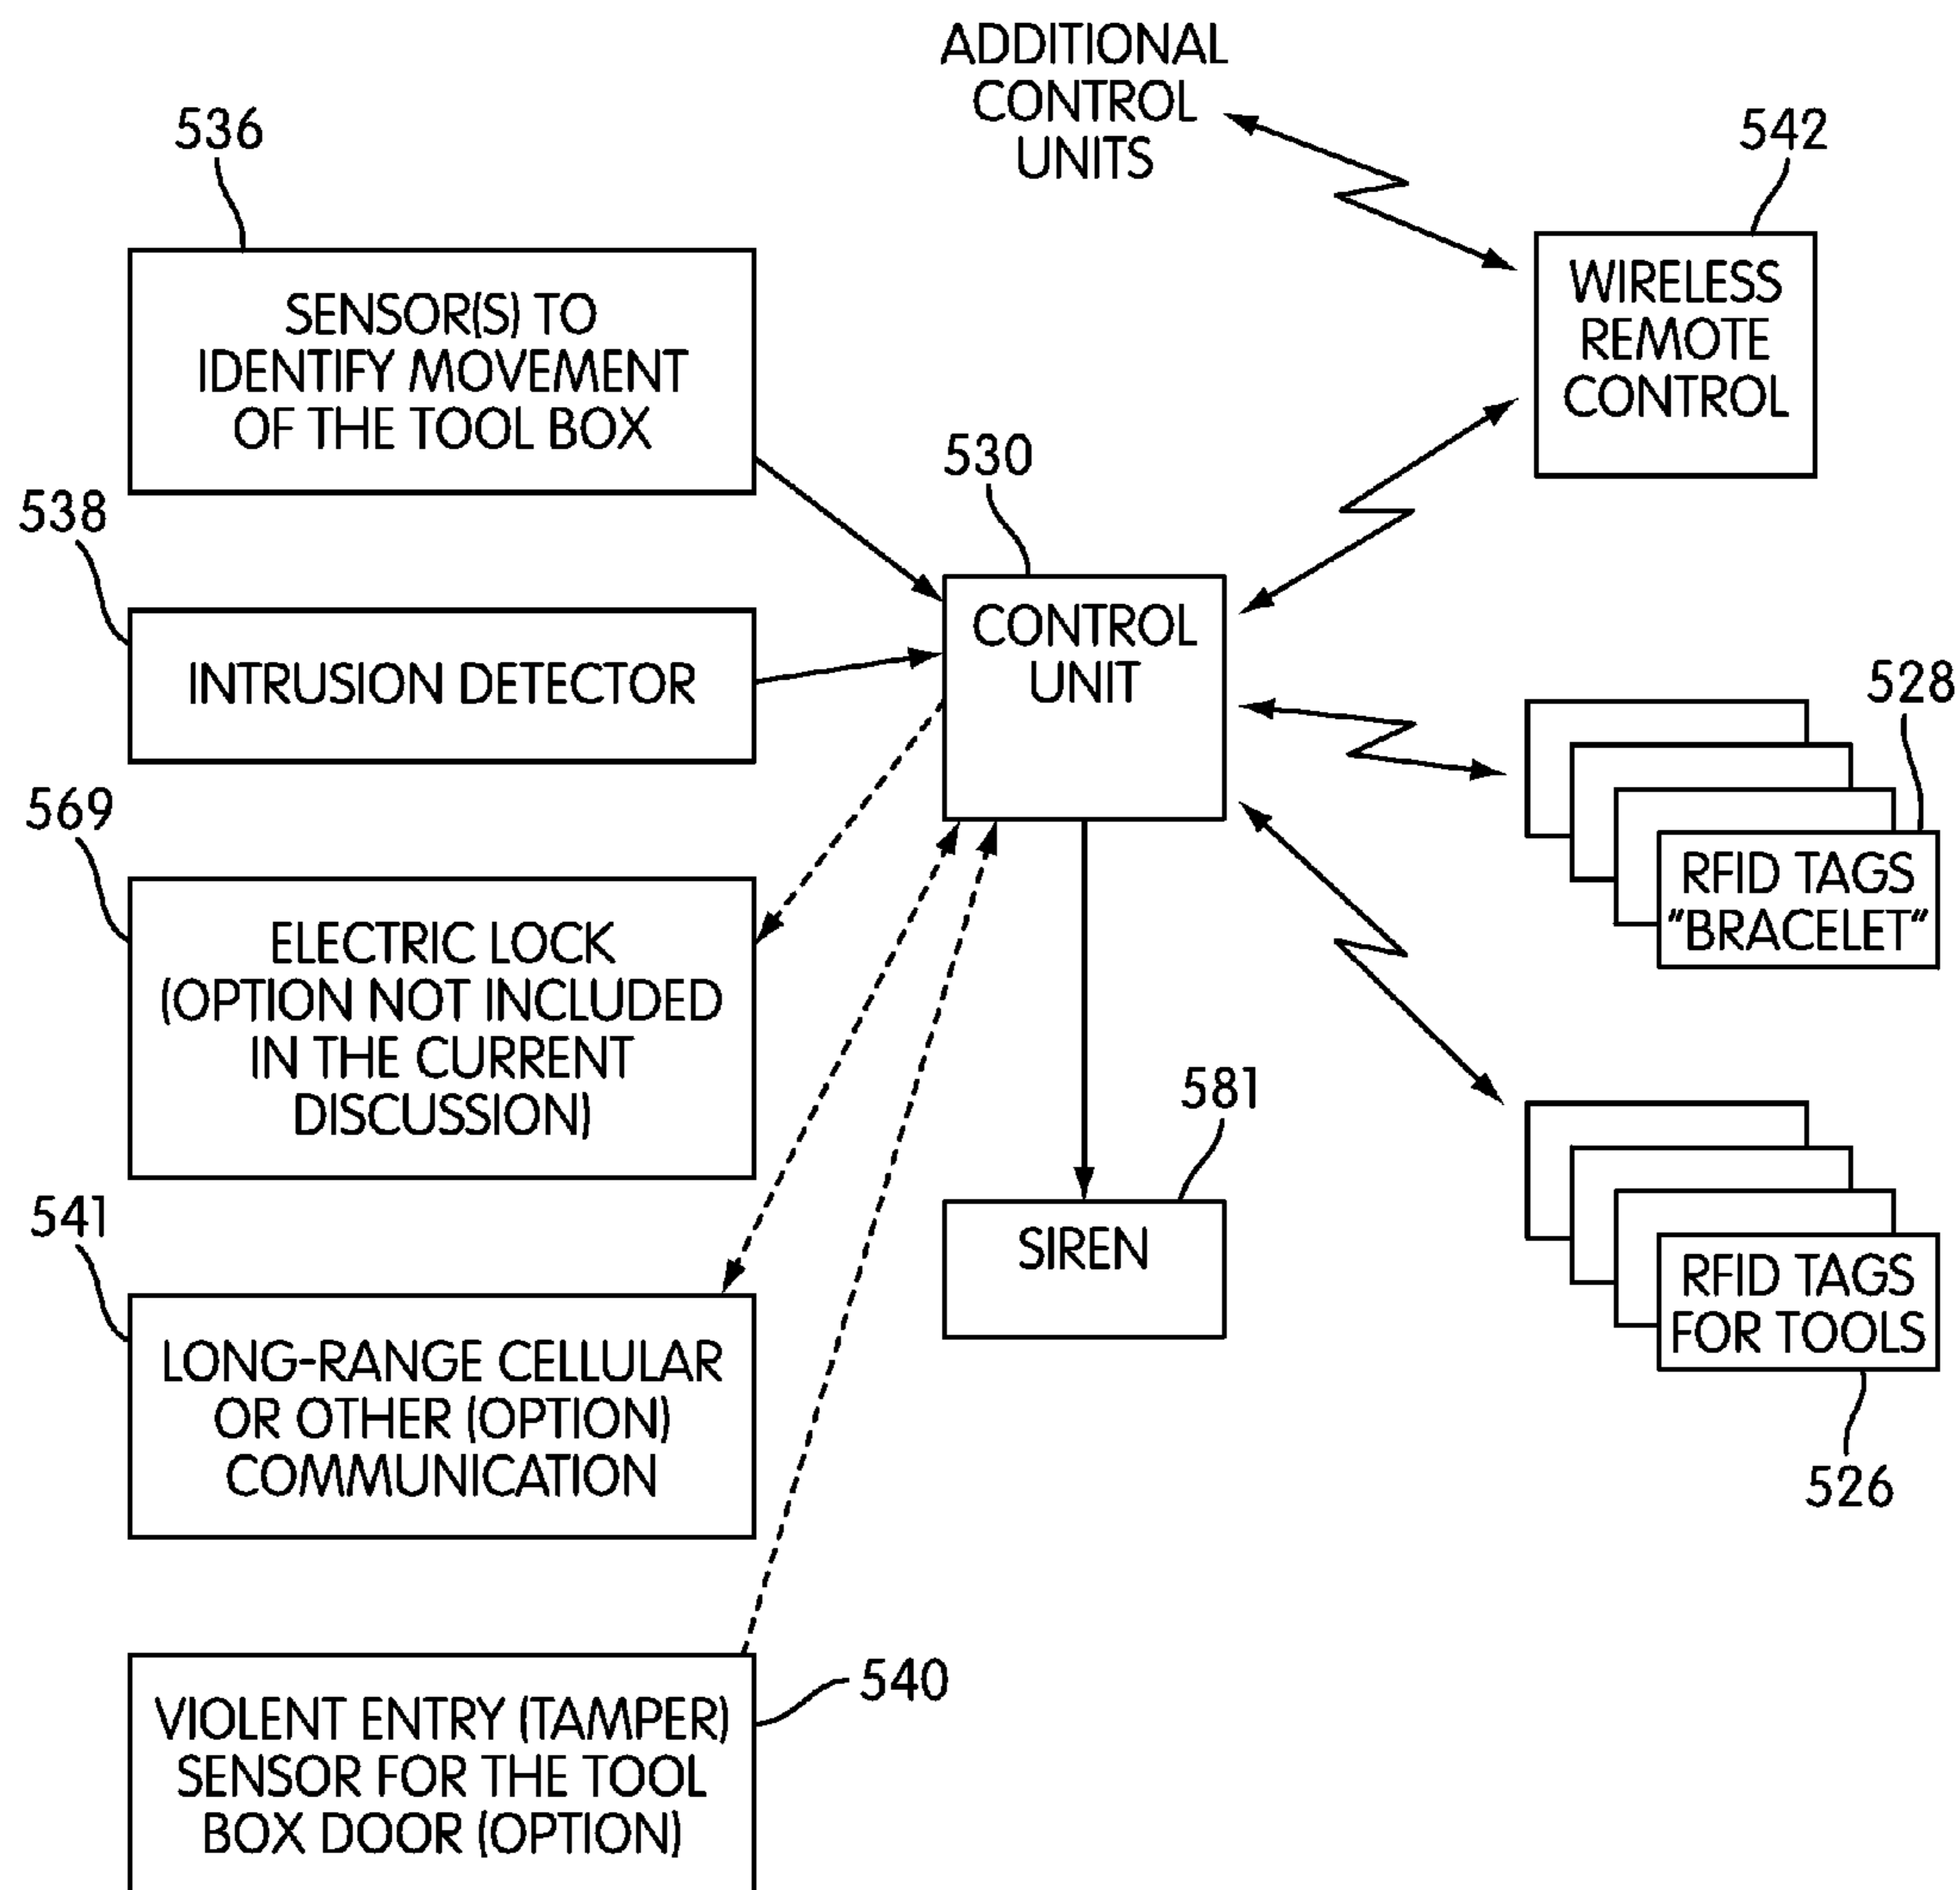 ADDITIONAL
CONTROL
UNITS
536
542
SENSOR(S) TO
IDENTIFY MOVEMENT
OF THE TOOL BOX
WIRELESS
REMOTE
CONTROL
530
538
CONTROL
UNIT
INTRUSION DETECTOR
528
RFID TAGS
"BRACELET"
569
ELECTRIC LOCK
(OPTION NOT INCLUDED
IN THE CURRENT
DISCUSSION)
581
SIREN
541
LONG-RANGE CELLULAR
OR OTHER (OPTION)
COMMUNICATION
RFID TAGS
FOR TOOLS
526
540
VIOLENT ENTRY (TAMPER)
SENSOR FOR THE TOOL
BOX DOOR (OPTION)